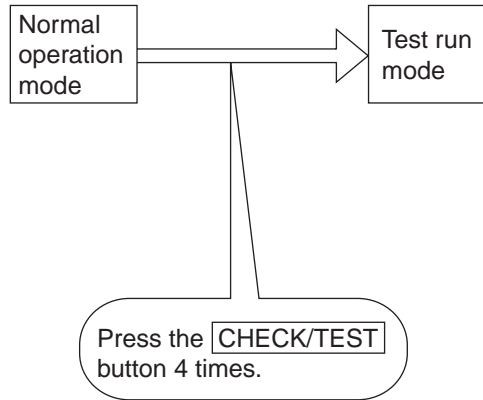 Normal
operation
mode
Test run
mode
Press the CHECK/TEST
button 4 times.